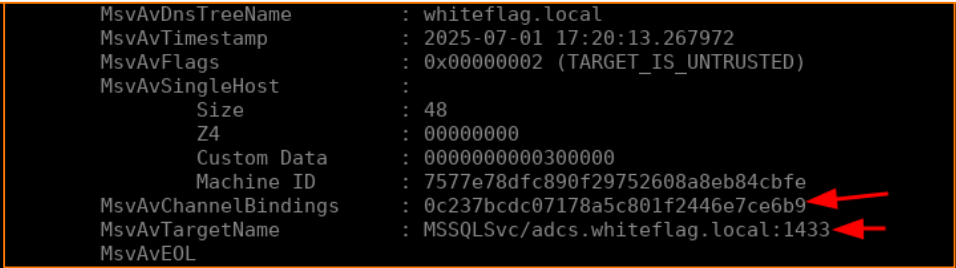 MsvAvDnsTreeName : whiteflag.local
MsvAvTimestamp : 2025-07-01 17:20:13.267972
MsvAvFlags : 0x00000002 (TARGET_IS_UNTRUSTED)
MsvAvSingleHost :
Size : 48
Z4 : 00000000
Custom Data : 0000000000300000
Machine ID : 7577e78dfc890f29752608a8eb84cbfe
MsvAvChannelBindings : 0c237bcdc07178a5c801f2446e7ce6b9
MsvAvTargetName : MSSQLSvc/adcs.whiteflag.local:1433
MsvAvEOL